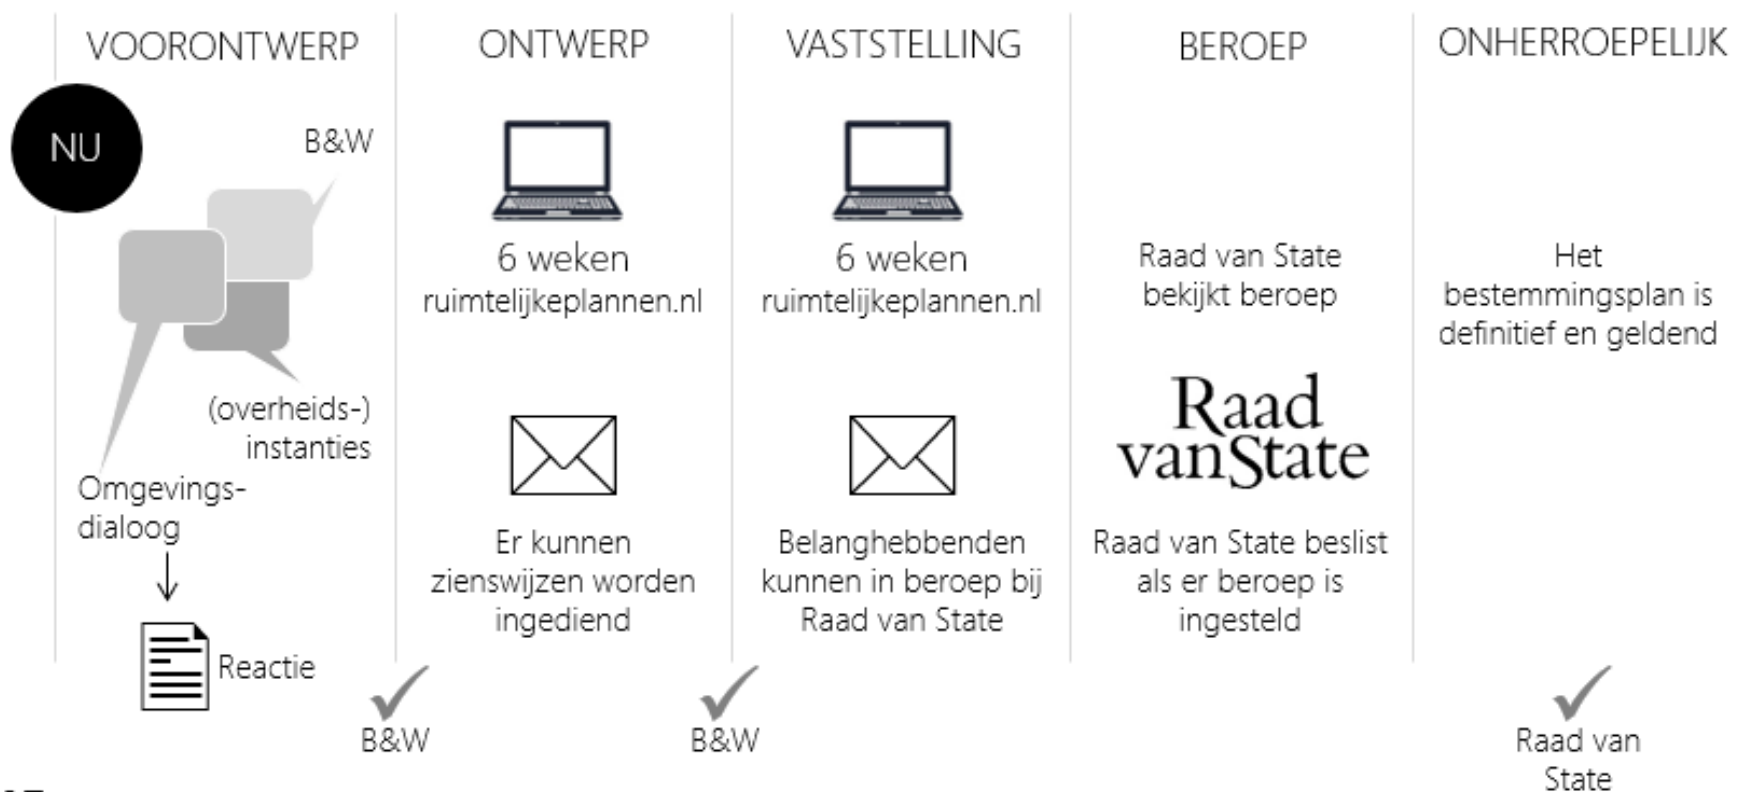 VOORONTWERP
NU
B&W
(overheids-)
instanties
Omgevings-
dialoog
Reactie
B&W
ONTWERP
6 weken
ruimtelijkeplannen.nl
Er kunnen
zienswijzen worden
ingediend
B&W
VASTSTELLING
6 weken
ruimtelijkeplannen.nl
Belanghebbenden
kunnen in beroep bij
Raad van State
BEROEP
Raad van State
bekijkt beroep
Raad
vanState
Raad van State beslist
als er beroep is
ingesteld
ONHERROEPELIJK
Het
bestemmingsplan is
definitief en geldend
Raad van
State